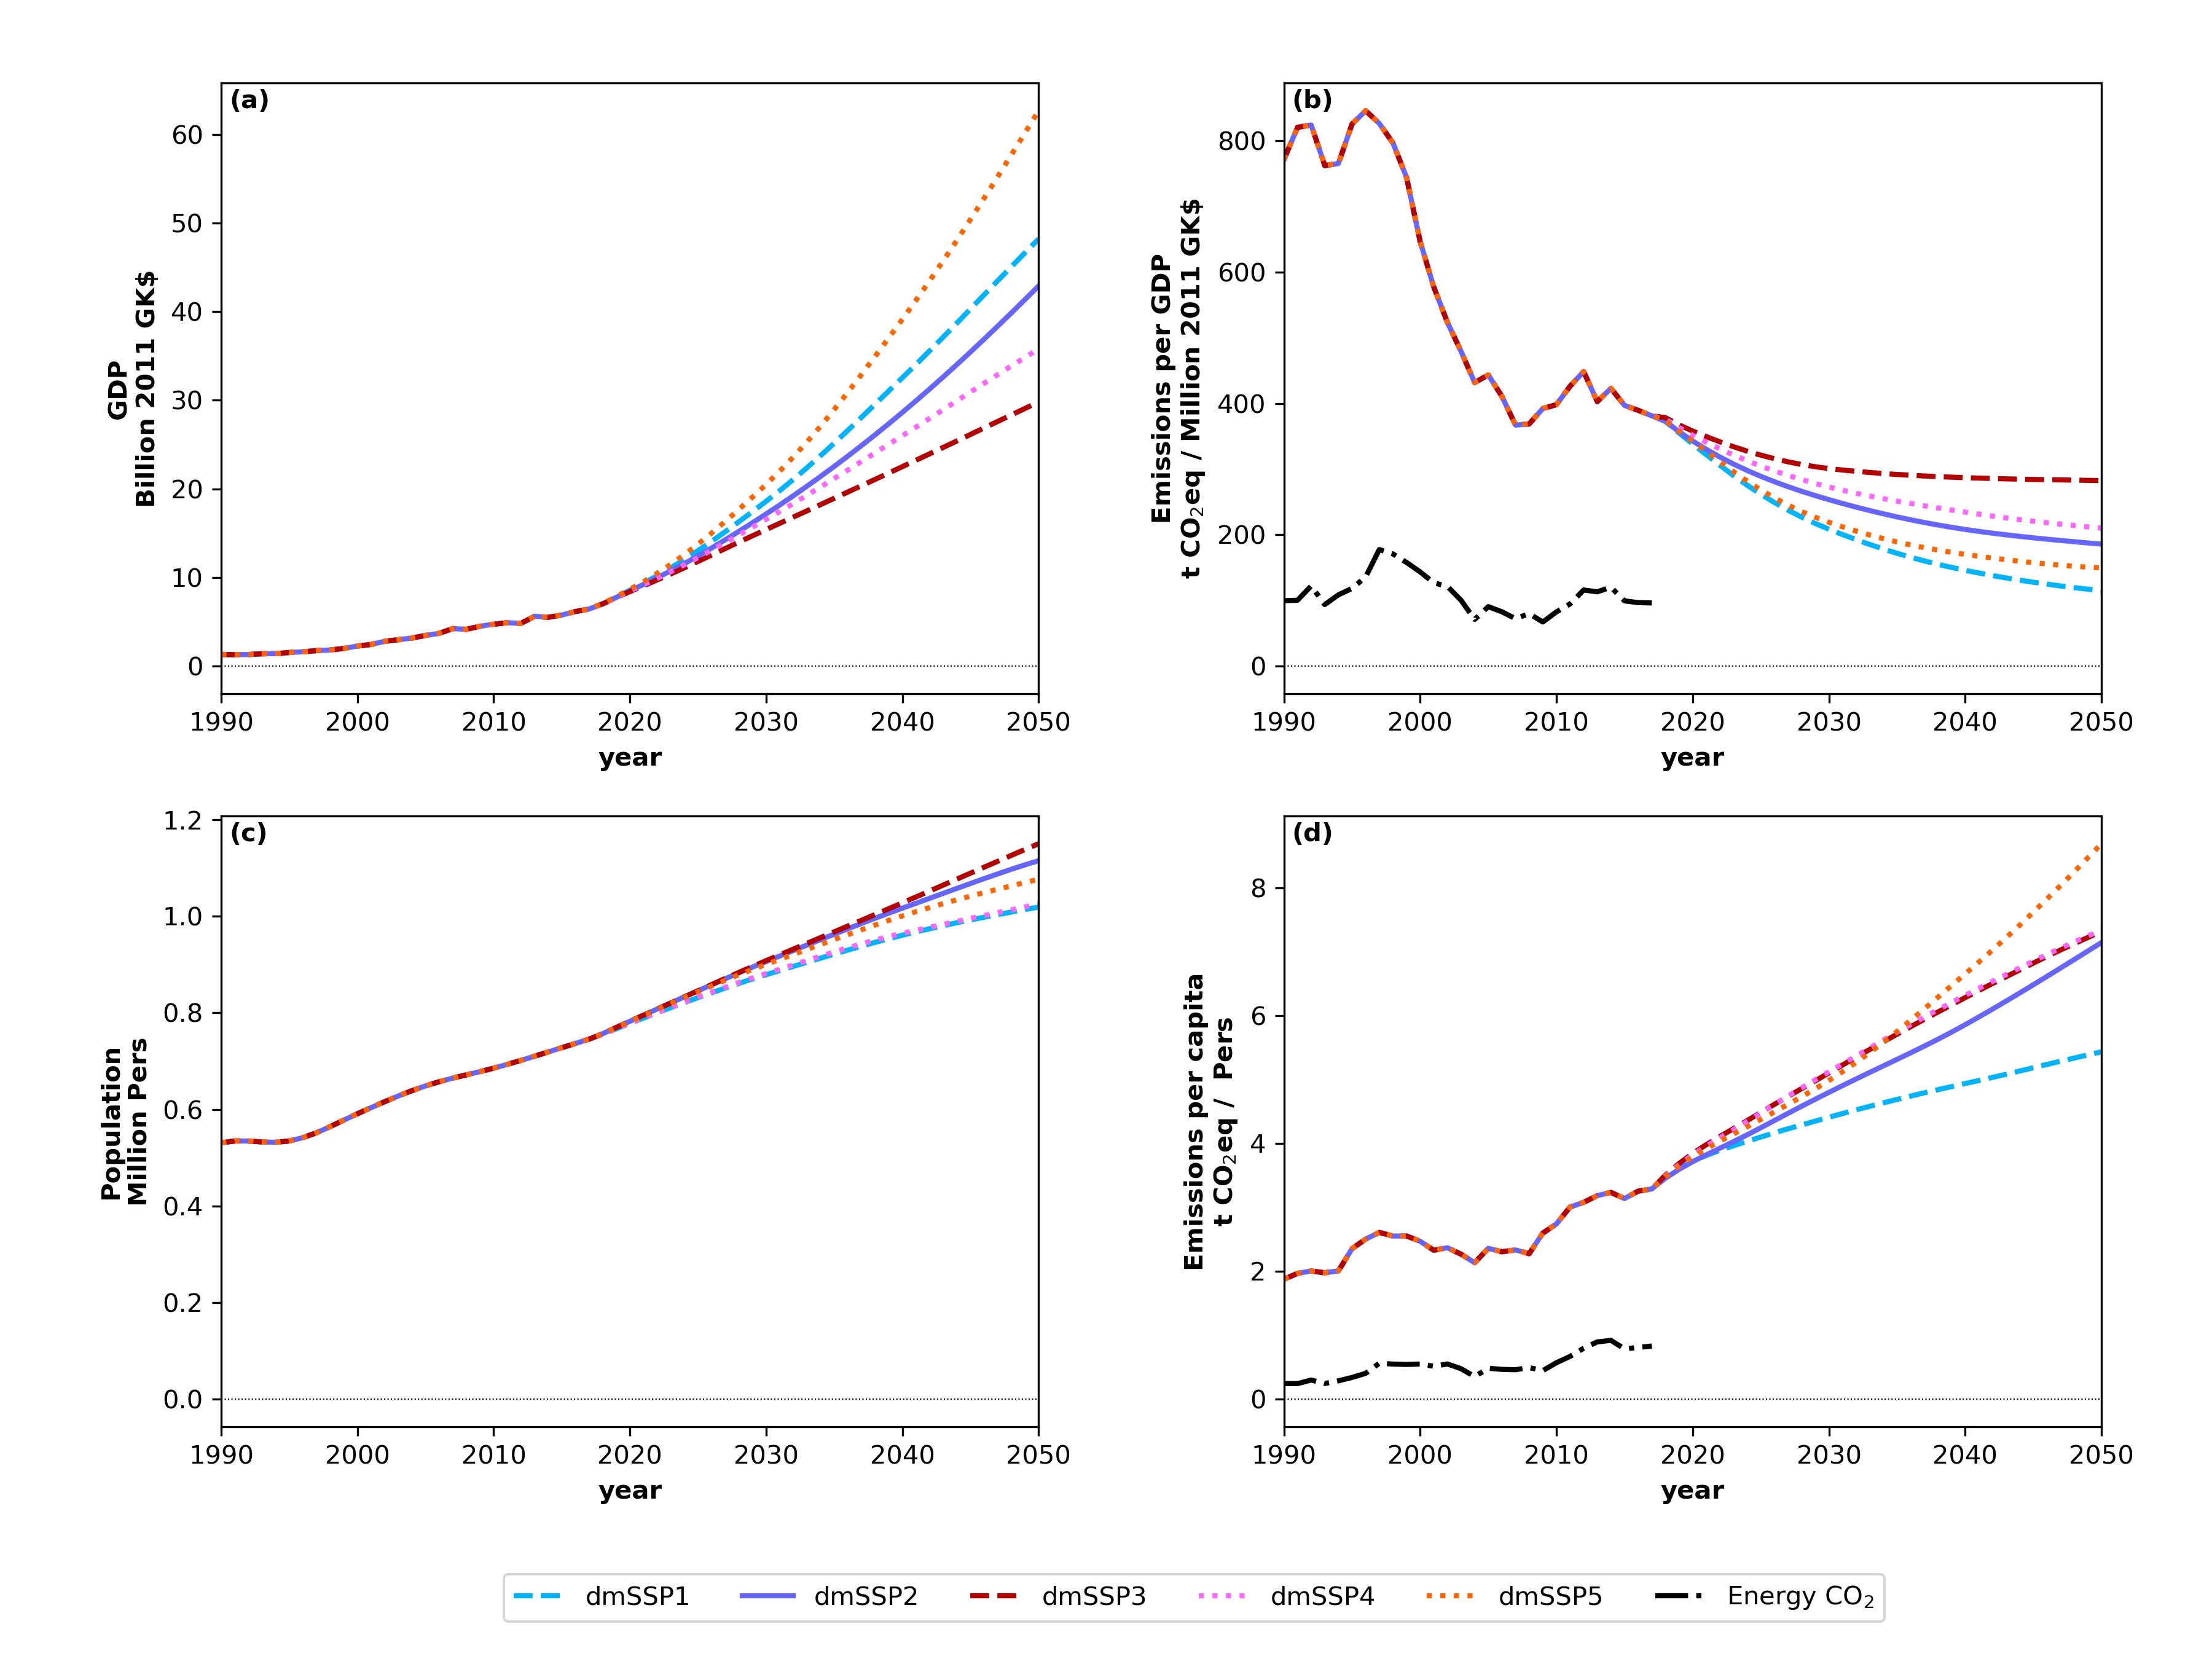 (a)
60
50
40
30
20
10
0
GDP
Billion 2011 GK$
1990 2000 2010 2020 2030 2040 2050
year
(b)
800
600
400
200
0
Emissions per GDP
t CO₂eq / Million 2011 GK$
1990 2000 2010 2020 2030 2040 2050
year
(c)
1.2
1.0
0.8
0.6
0.4
0.2
0.0
Population
Million Pers
1990 2000 2010 2020 2030 2040 2050
year
(d)
8
6
4
2
0
Emissions per capita
t CO₂eq / Pers
1990 2000 2010 2020 2030 2040 2050
year
dmSSP1 dmSSP2 dmSSP3 dmSSP4 dmSSP5 Energy CO₂